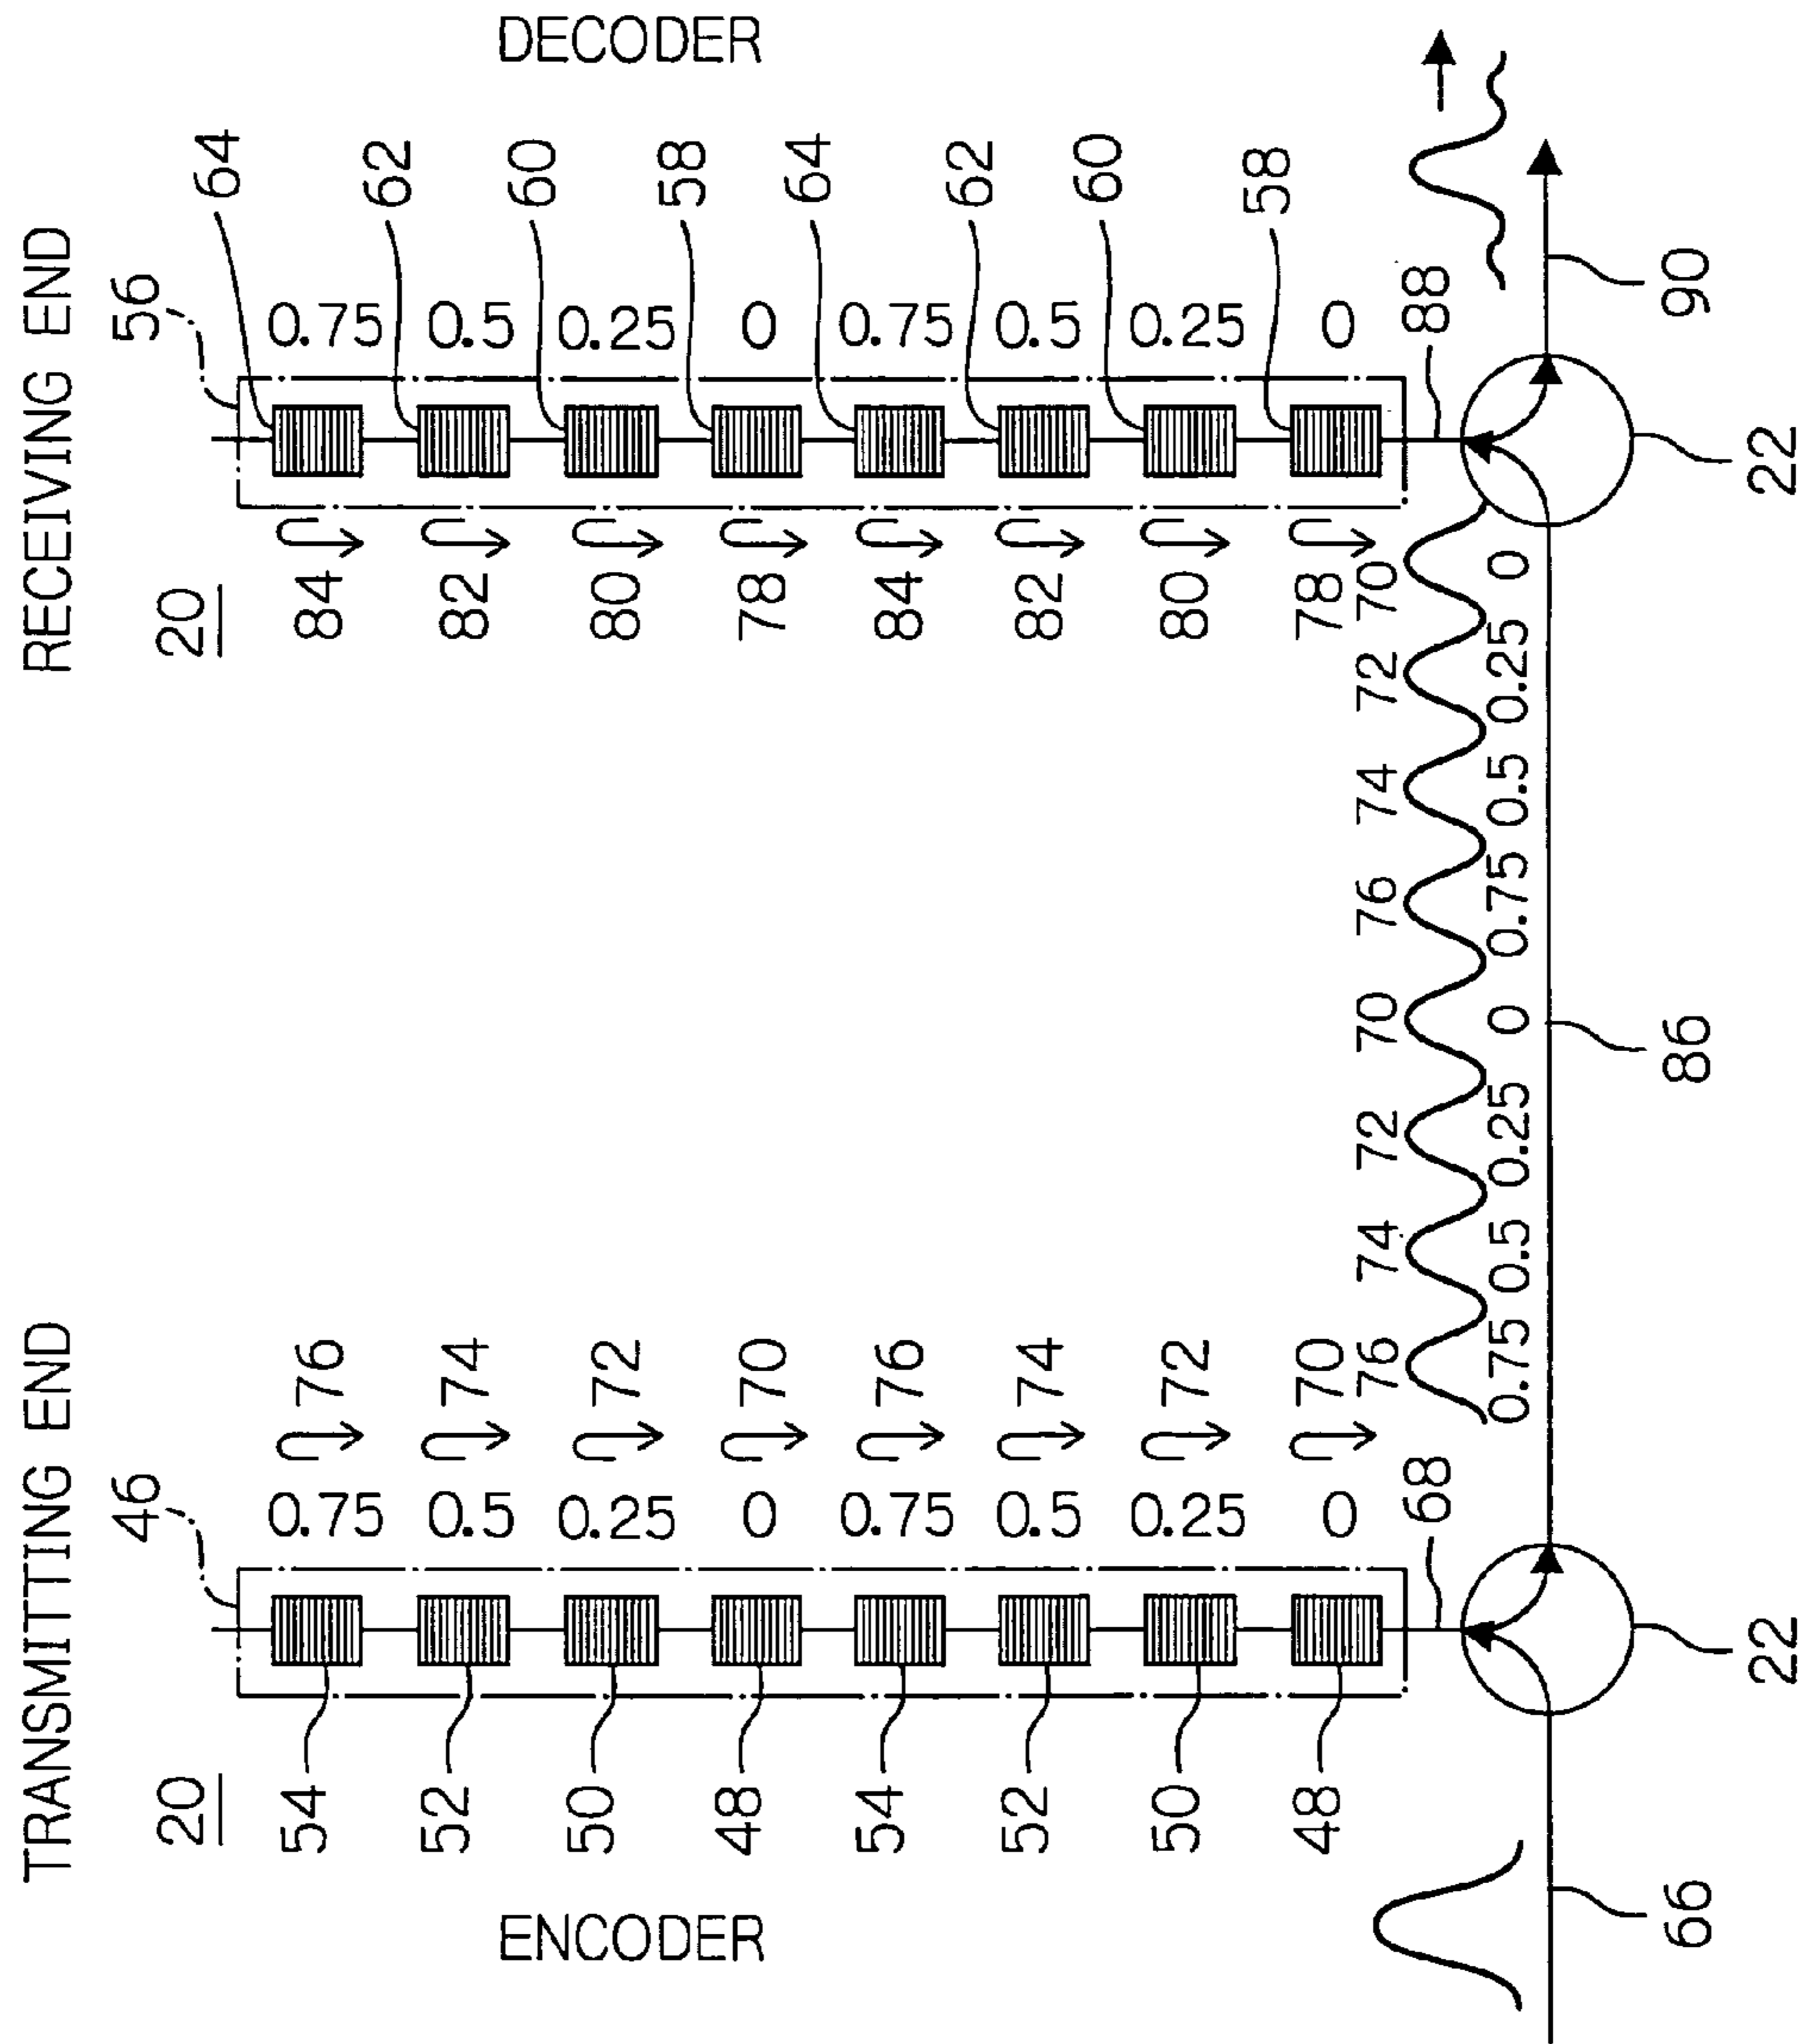 TRANSMITTING END RECEIVING END
46 56
20 20
64
54 0.75 76 84 0.75
62
52 0.5 74 82 0.5
60
ENCODER DECODER
50 0.25 72 80 0.25
58
48 0 70 78 0
64
54 0.75 76 84 0.75
62
52 0.5 74 82 0.5
60
50 0.25 72 80 0.25
58
48 0 70 78 0
76 74 72 70 76 74 72 70
68 88
0.75 0.5 0.25 0 0.75 0.5 0.25 0
66 86 90
22 22